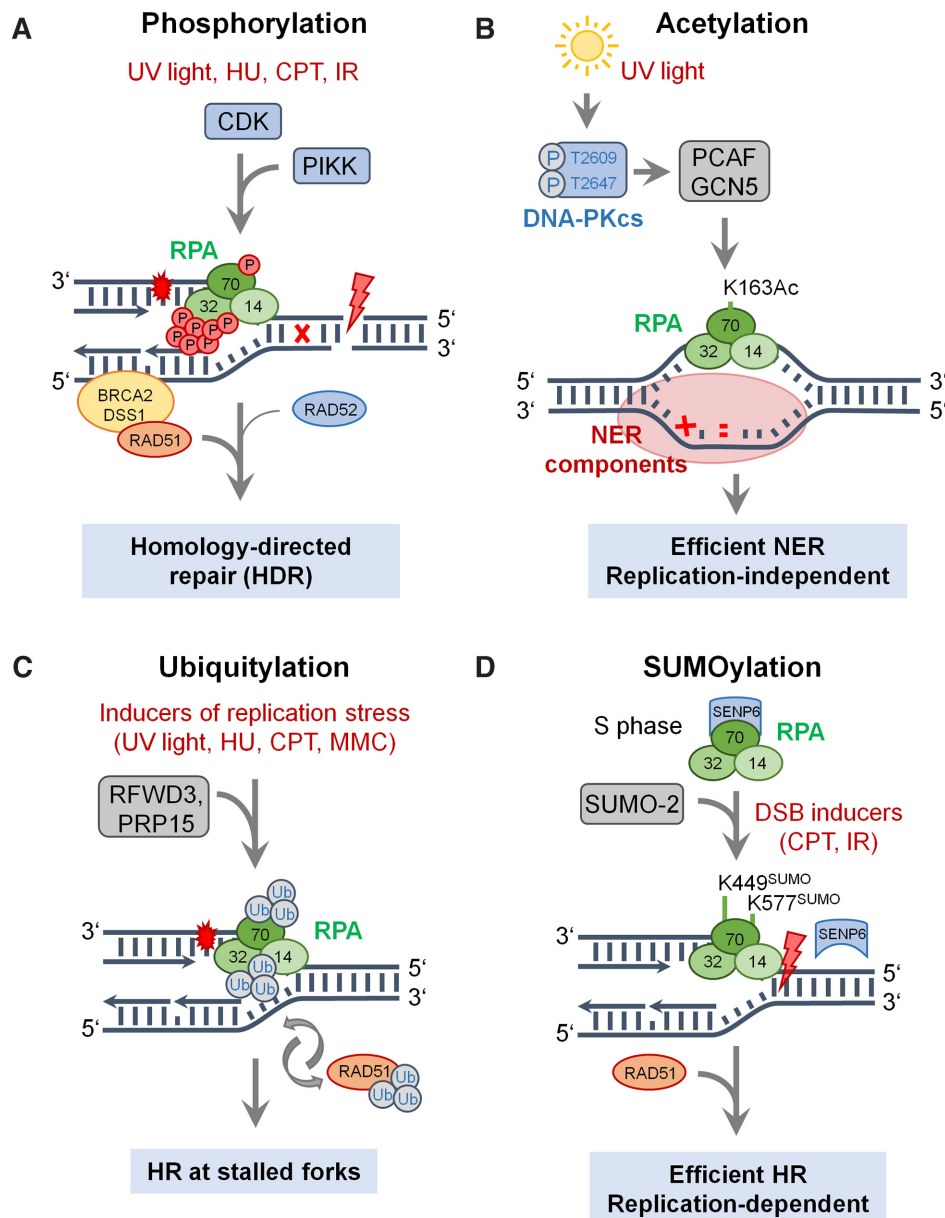 A
Phosphorylation
UV light, HU, CPT, IR
CDK
PIKK
RPA
P
70
3‘
32
14
P
P
P
P
P
P
P
5‘
3‘
5‘
BRCA2
DSS1
RAD51
RAD52
Homology-directed
repair (HDR)
B
Acetylation
UV light
P T2609
P T2647
DNA-PKcs
PCAF
GCN5
K163Ac
RPA
70
32
14
5‘
3‘
3‘
5‘
NER
components
Efficient NER
Replication-independent
C
Ubiquitylation
Inducers of replication stress
(UV light, HU, CPT, MMC)
RFWD3,
PRP15
Ub
Ub Ub
RPA
3‘
70
32
14
Ub
Ub Ub
5‘
3‘
5‘
RAD51
Ub
Ub Ub
HR at stalled forks
D
SUMOylation
SENP6
S phase
70
RPA
32
14
SUMO-2
DSB inducers
(CPT, IR)
K449SUMO
K577SUMO
3‘
70
SENP6
32
14
5‘
3‘
5‘
RAD51
Efficient HR
Replication-dependent